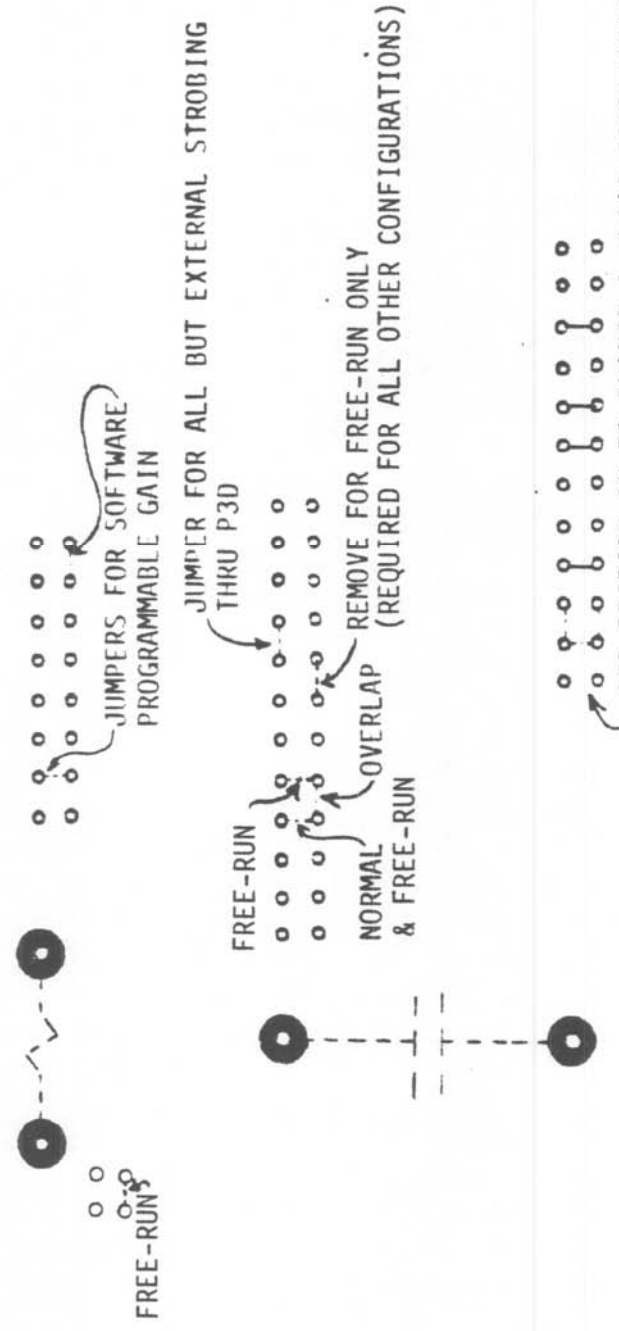 JUMPERS FOR SOFTWARE
PROGRAMMABLE GAIN
FREE-RUN
JUMPER FOR ALL BUT EXTERNAL STROBING
THRU P3D
FREE-RUN
OVERLAP
NORMAL
& FREE-RUN
REMOVE FOR FREE-RUN ONLY
(REQUIRED FOR ALL OTHER CONFIGURATIONS)